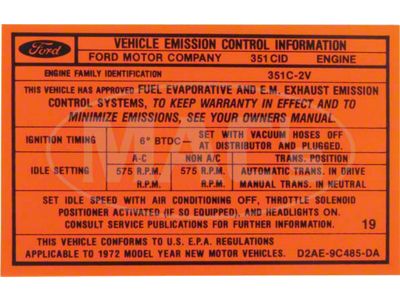 Ford
VEHICLE EMISSION CONTROL INFORMATION
FORD MOTOR COMPANY 351 CID ENGINE
ENGINE FAMILY IDENTIFICATION 351C-2V
THIS VEHICLE HAS APPROVED FUEL EVAPORATIVE AND E.M. EXHAUST EMISSION
CONTROL SYSTEMS, TO KEEP WARRANTY IN EFFECT AND TO
MINIMIZE EMISSIONS, SEE YOUR OWNERS MANUAL.
IGNITION TIMING 6° BTDC— SET WITH VACUUM HOSES OFF
AT DISTRIBUTOR AND PLUGGED.
A-C NON A/C TRANS. POSITION
IDLE SETTING 575 R.P.M. 575 R.P.M. AUTOMATIC TRANS. IN DRIVE
R.P.M. R.P.M. MANUAL TRANS. IN NEUTRAL
SET IDLE SPEED WITH AIR CONDITIONING OFF, THROTTLE SOLENOID
POSITIONER ACTIVATED (IF SO EQUIPPED), AND HEADLIGHTS ON.
CONSULT SERVICE PUBLICATIONS FOR FURTHER INFORMATION. 19
THIS VEHICLE CONFORMS TO U.S. E.P.A. REGULATIONS
APPLICABLE TO 1972 MODEL YEAR NEW MOTOR VEHICLES. D2AE-9C485-DA